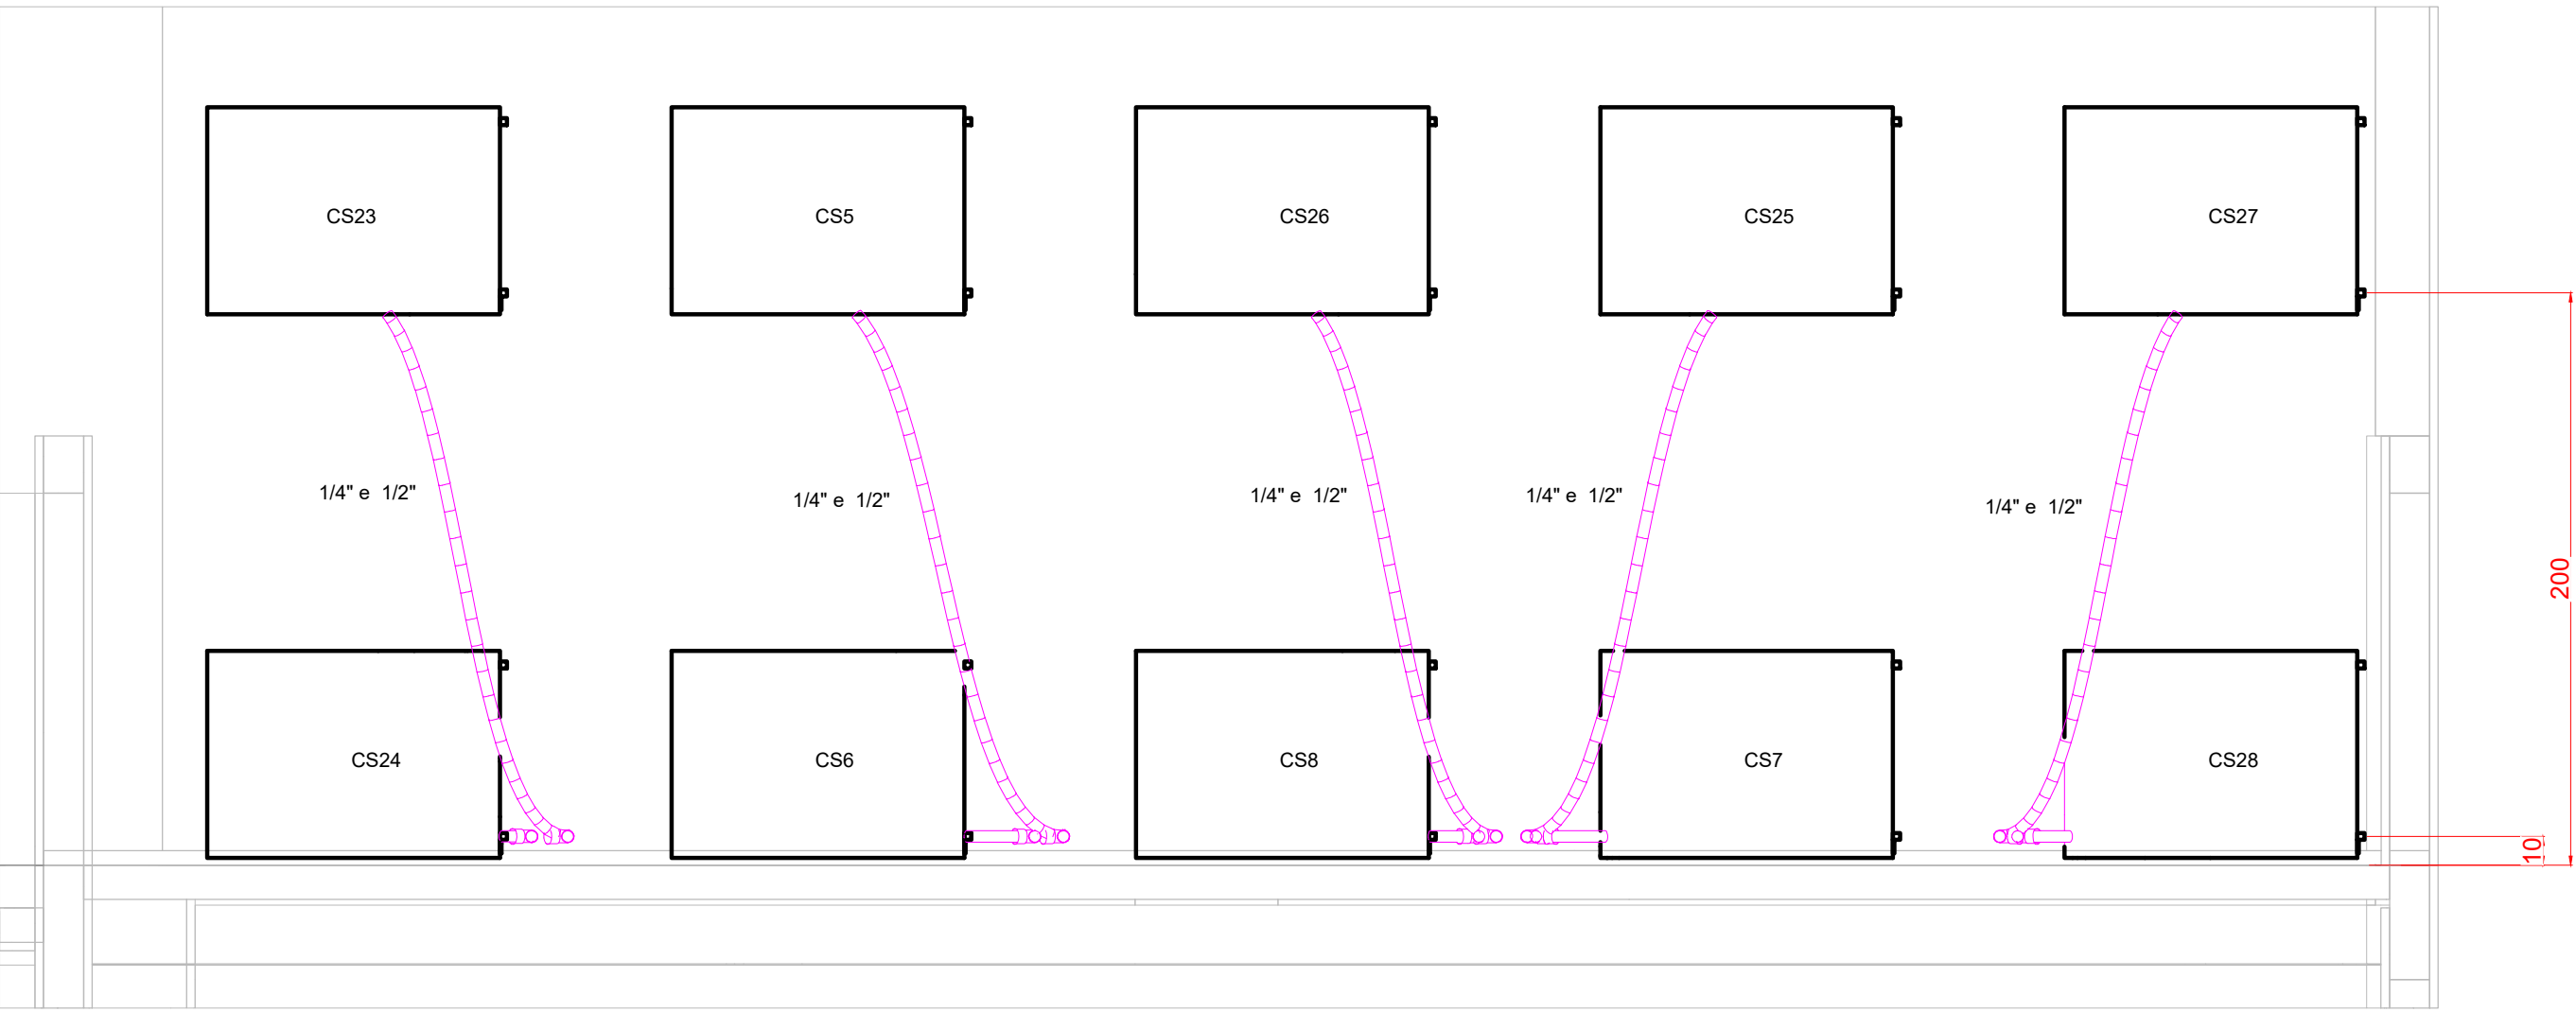 CS23
CS5
CS26
CS25
CS27
1/4" e  1/2"
1/4" e  1/2"
1/4" e  1/2"
1/4" e  1/2"
1/4" e  1/2"
200
CS24
CS6
CS8
CS7
CS28
10